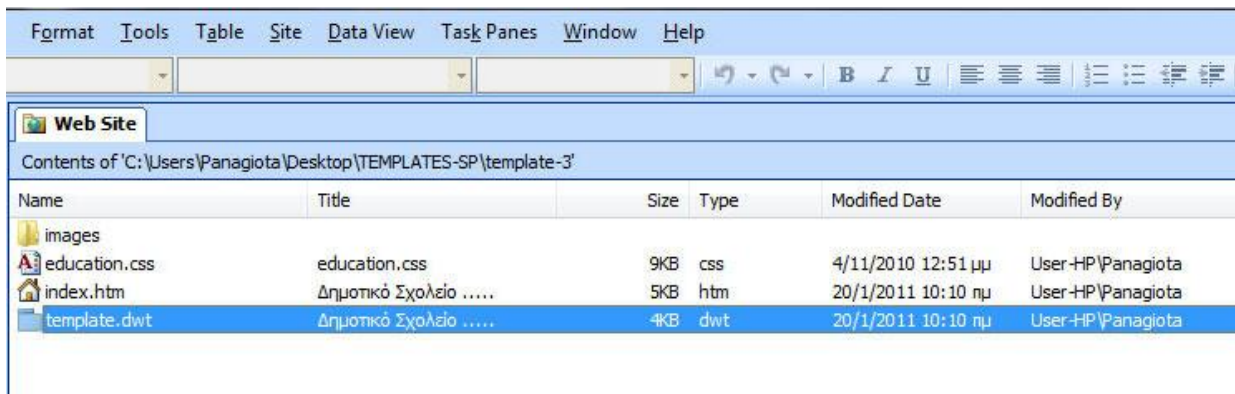 Format Tools Table Site Data View Task Panes Window Help
B I U
Web Site
Contents of 'C:\Users\Panagiota\Desktop\TEMPLATES-SP\template-3'
Name Title Size Type Modified Date Modified By
images
education.css education.css 9KB css 4/11/2010 12:51 μμ User-HP\Panagiota
index.htm Δημοτικό Σχολείο ..... 5KB htm 20/1/2011 10:10 πμ User-HP\Panagiota
template.dwt Δημοτικό Σχολείο ..... 4KB dwt 20/1/2011 10:10 πμ User-HP\Panagiota